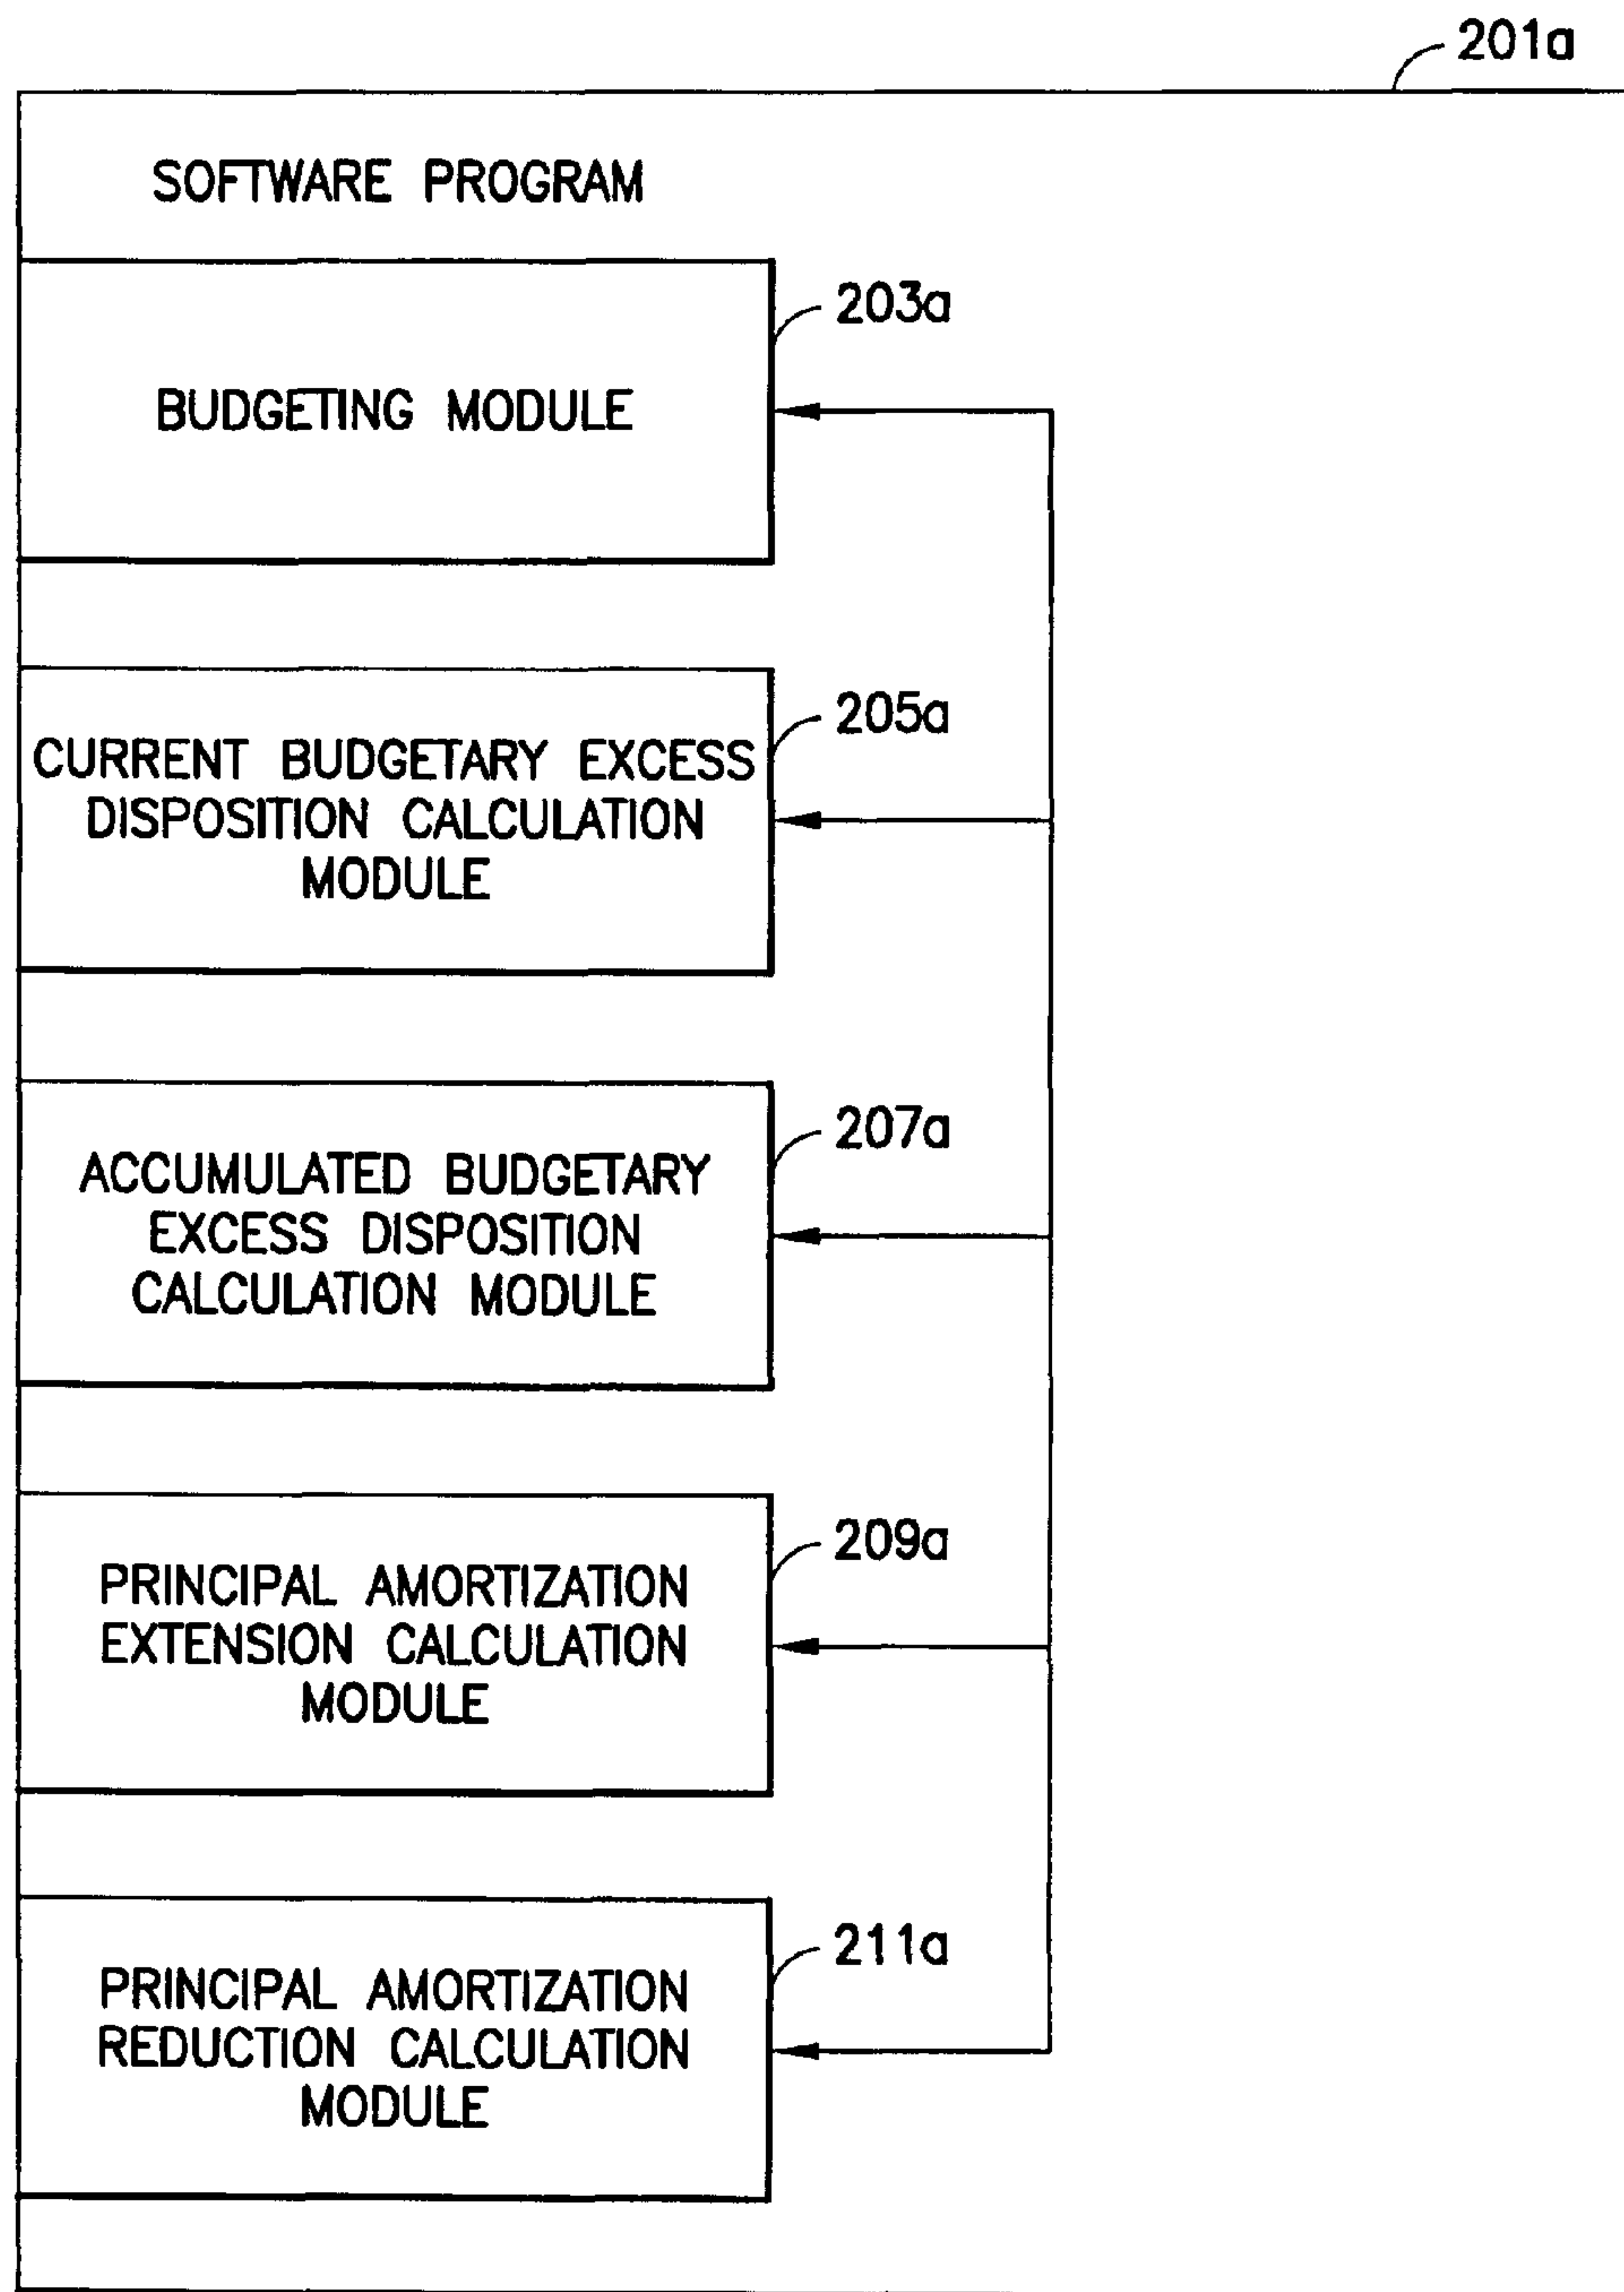 201a
SOFTWARE PROGRAM
203a
BUDGETING MODULE
205a
CURRENT BUDGETARY EXCESS
DISPOSITION CALCULATION
MODULE
207a
ACCUMULATED BUDGETARY
EXCESS DISPOSITION
CALCULATION MODULE
209a
PRINCIPAL AMORTIZATION
EXTENSION CALCULATION
MODULE
211a
PRINCIPAL AMORTIZATION
REDUCTION CALCULATION
MODULE